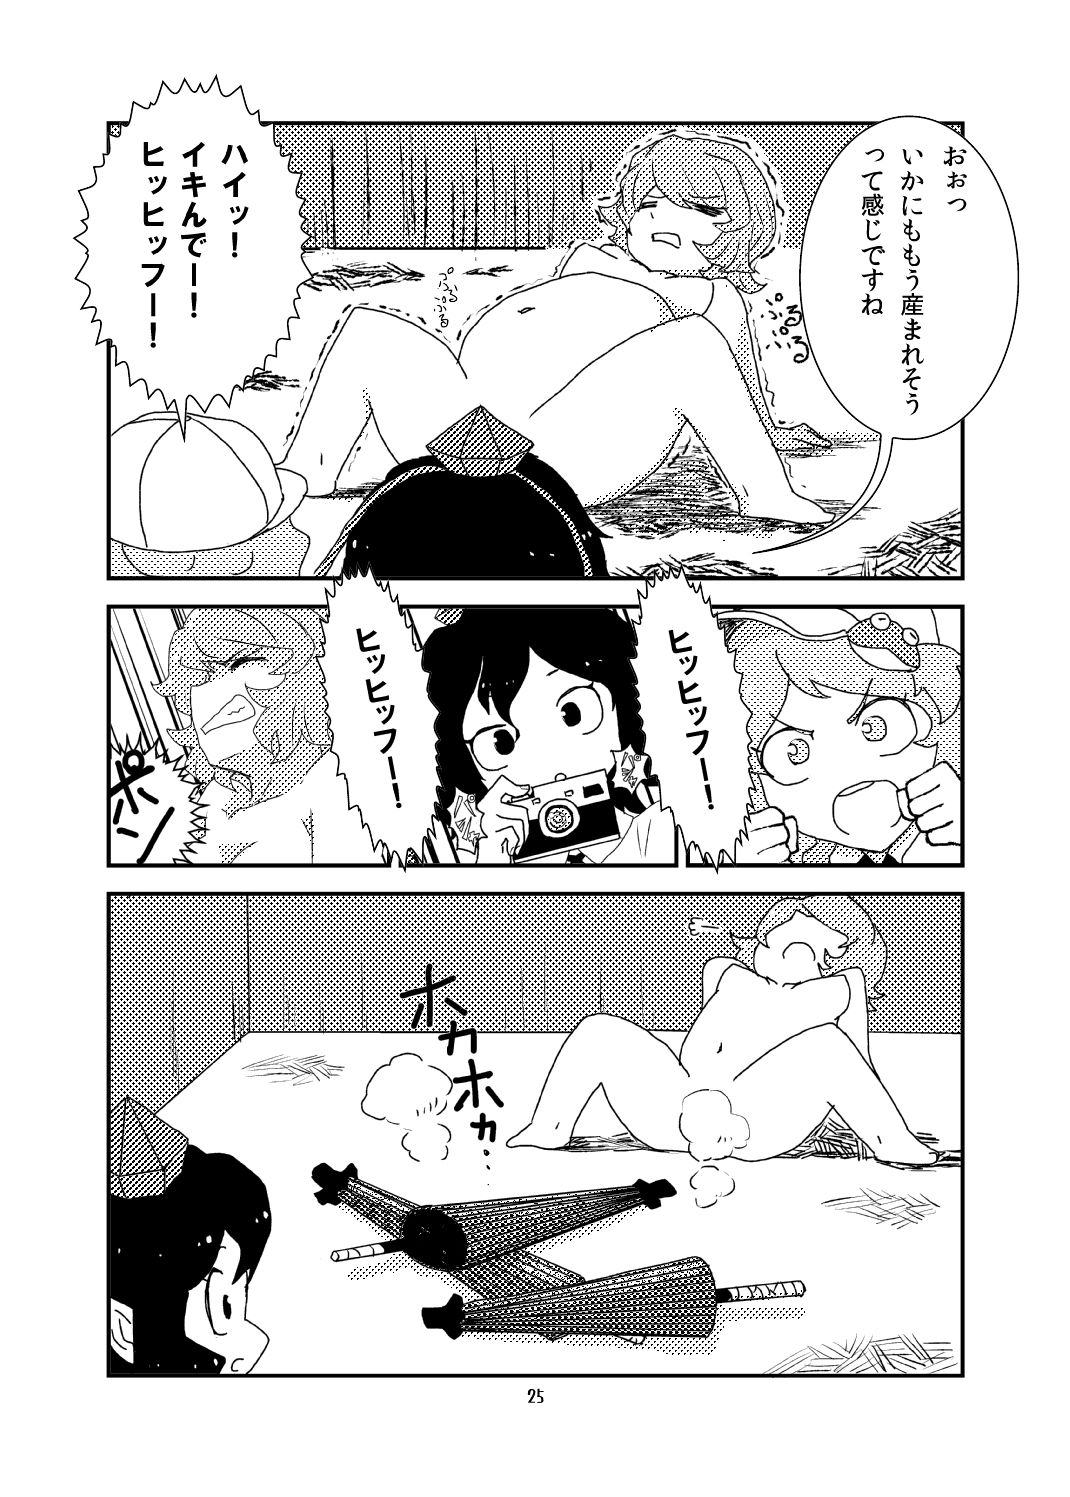 おぉっ
いかにももう産まれそう
って感じですね
ぷるぷる
ぷるぷる
ハイッ！
イキんでー！
ヒッヒッフー！
ヒッヒッフー！
ヒッヒッフー！
ポン
ホカホカ…
25